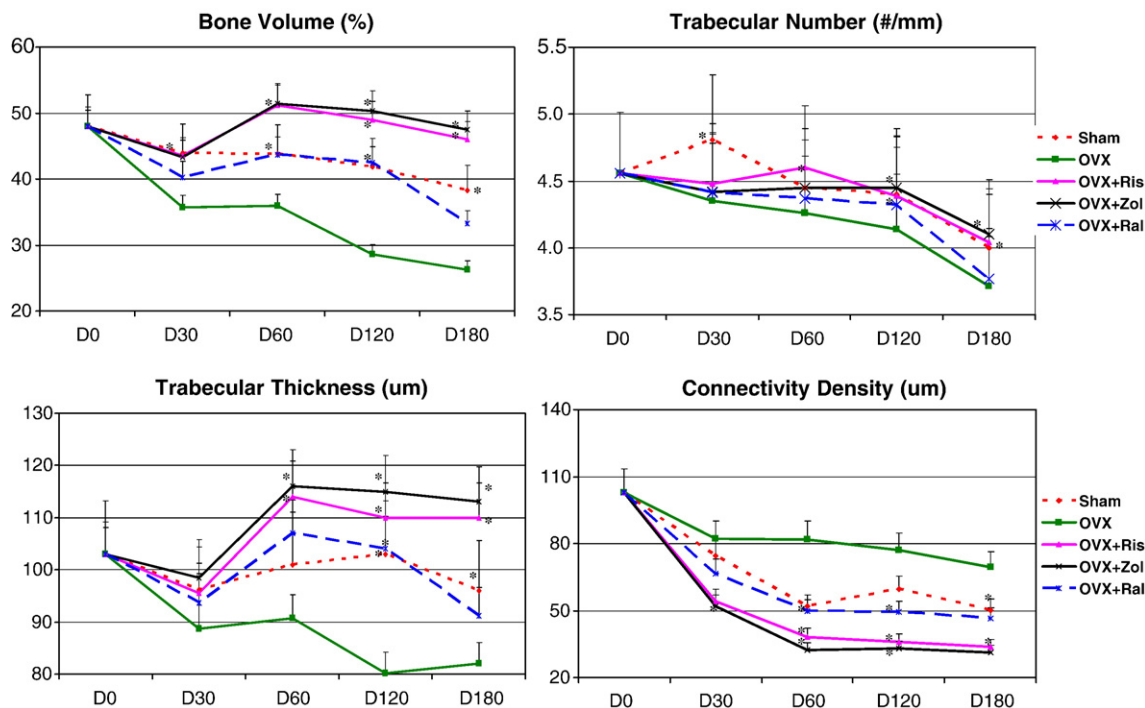 Bone Volume (%)
60
50
40
30
20
D0 D30 D60 D120 D180
Trabecular Number (#/mm)
5.5
5.0
4.5
4.0
3.5
D0 D30 D60 D120 D180
Sham
OVX
OVX+Ris
OVX+Zol
OVX+Ral
Trabecular Thickness (um)
130
120
110
100
90
80
D0 D30 D60 D120 D180
Connectivity Density (um)
140
110
80
50
20
D0 D30 D60 D120 D180
Sham
OVX
OVX+Ris
OVX+Zol
OVX+Ral